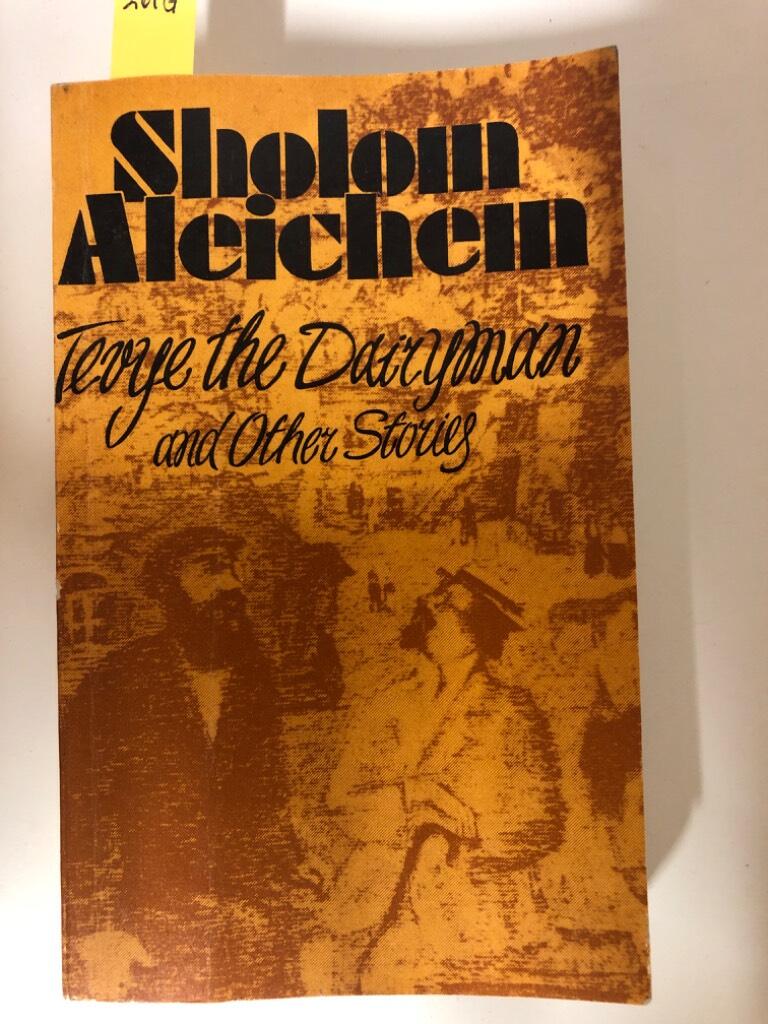 Sholom
Aleichem
Tevye the Dairyman
and Other Stories